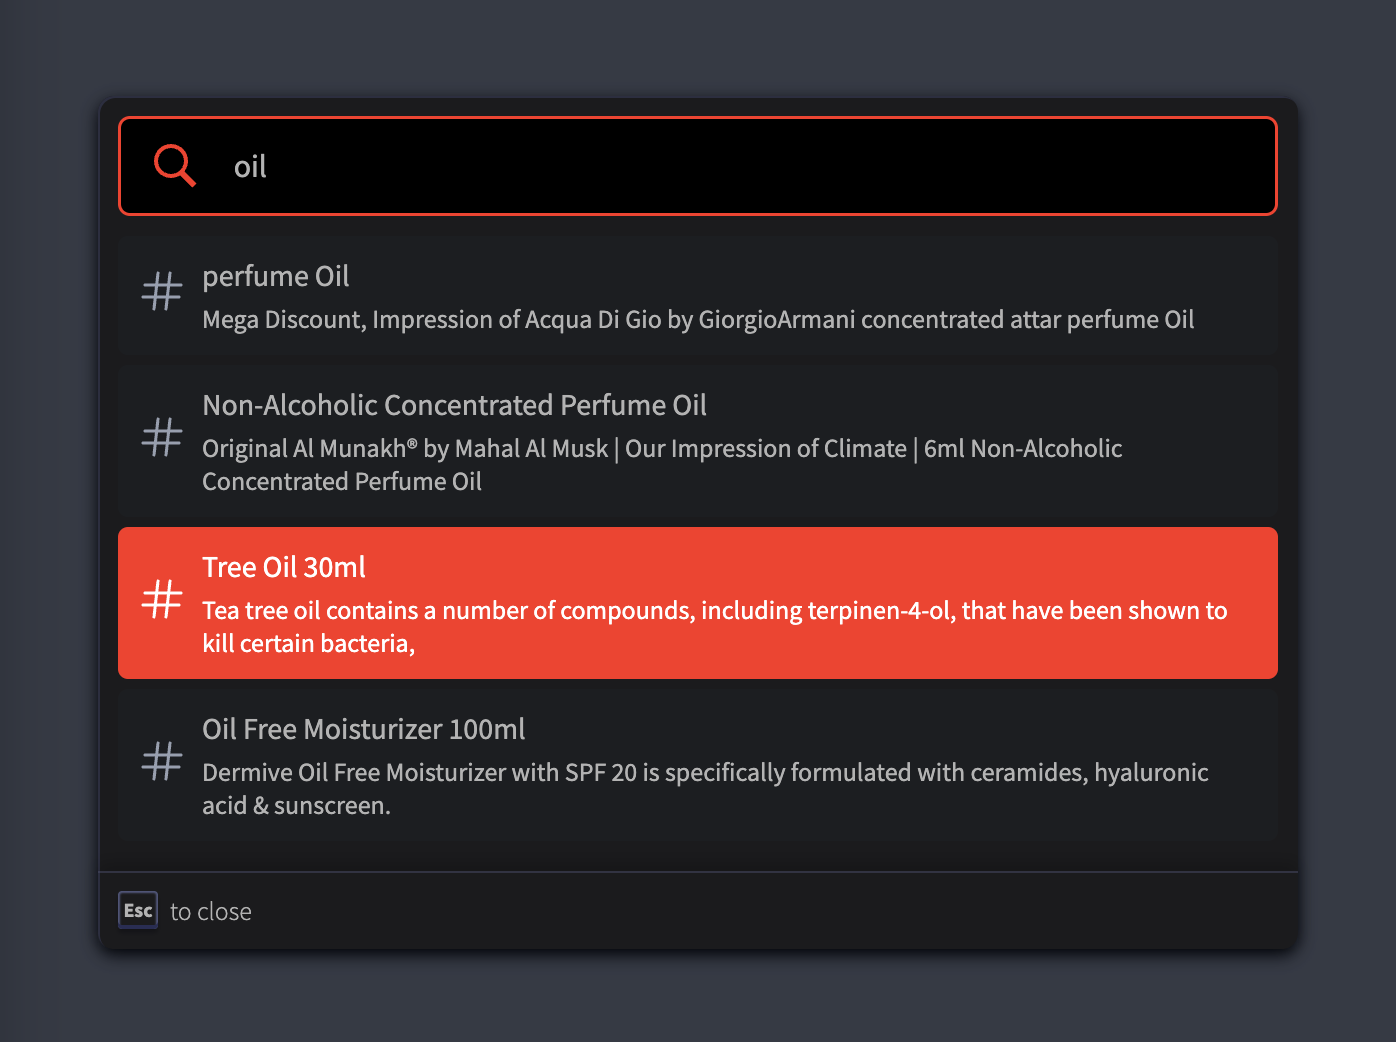 oil
perfume Oil
Mega Discount, Impression of Acqua Di Gio by GiorgioArmani concentrated attar perfume Oil
Non-Alcoholic Concentrated Perfume Oil
Original Al Munakh® by Mahal Al Musk | Our Impression of Climate | 6ml Non-Alcoholic
Concentrated Perfume Oil
Tree Oil 30ml
Tea tree oil contains a number of compounds, including terpinen-4-ol, that have been shown to
kill certain bacteria,
Oil Free Moisturizer 100ml
Dermive Oil Free Moisturizer with SPF 20 is specifically formulated with ceramides, hyaluronic
acid & sunscreen.
Esc to close